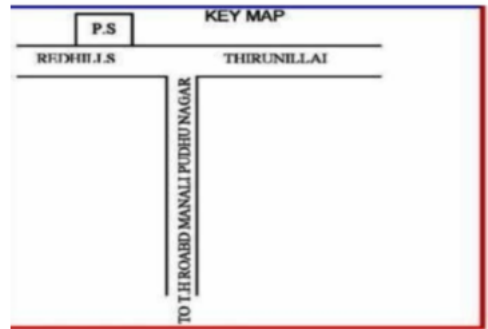 KEY MAP
P.S
REDHILLS THIRUNILLAI
TO T.H ROABD MANALI PUDHU NAGAR